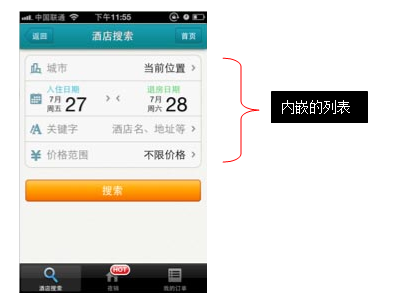 中国联通 下午11:55
返回 酒店搜索 首页
城市 当前位置 >
入住日期 退房日期
7月 周五 27 > < 7月 周六 28
关键字 酒店名、地址等 >
价格范围 不限价格 >
搜索
HOT
酒店搜索 夜销 我的订单
内嵌的列表